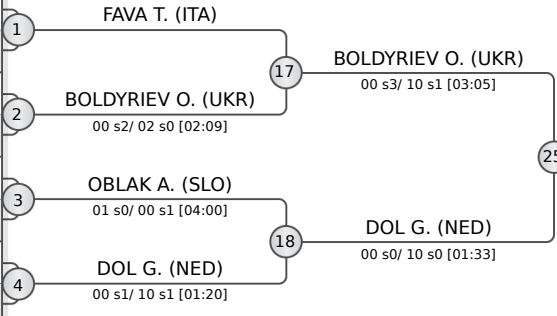 FAVA T. (ITA)
1
17
BOLDYRIEV O. (UKR)
00 s3/ 10 s1 [03:05]
BOLDYRIEV O. (UKR)
2
00 s2/ 02 s0 [02:09]
25
OBLAK A. (SLO)
3
01 s0/ 00 s1 [04:00]
18
DOL G. (NED)
00 s0/ 10 s0 [01:33]
DOL G. (NED)
4
00 s1/ 10 s1 [01:20]